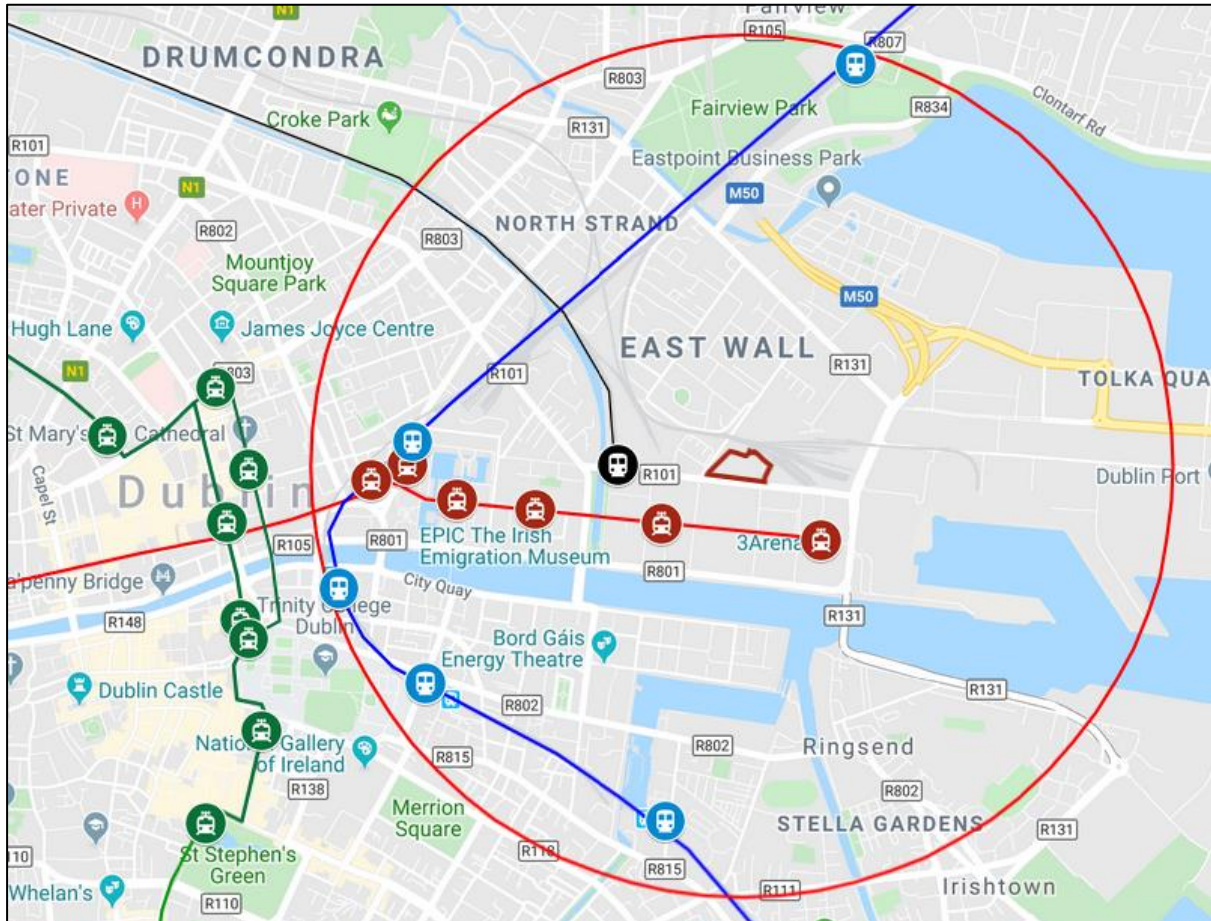 N1
Fairview
R105
R807
DRUMCONDRA
R803
Croke Park
Fairview Park
R834
Clontarf Rd
R131
R101
Eastpoint Business Park
TONE
N1
M50
ater Private
H
R802
R803
NORTH STRAND
Mountjoy
Square Park
M50
Hugh Lane
James Joyce Centre
EAST WALL
R131
N1
R803
R101
TOLKA QUA
St Mary's
Cathedral
Capel St
Dublin
R101
Dublin Port
R105
R801
EPIC The Irish
Emigration Museum
3Arena
R801
a'penny Bridge
City Quay
R148
Trinity College
Dublin
R131
Bord Gáis
Energy Theatre
Dublin Castle
R131
R802
National Gallery
of Ireland
R815
R802
Ringsend
R138
Merrion
Square
R802
STELLA GARDENS
R131
St Stephen's
Green
R118
110
R815
R111
Irishtown
Whelan's
R110